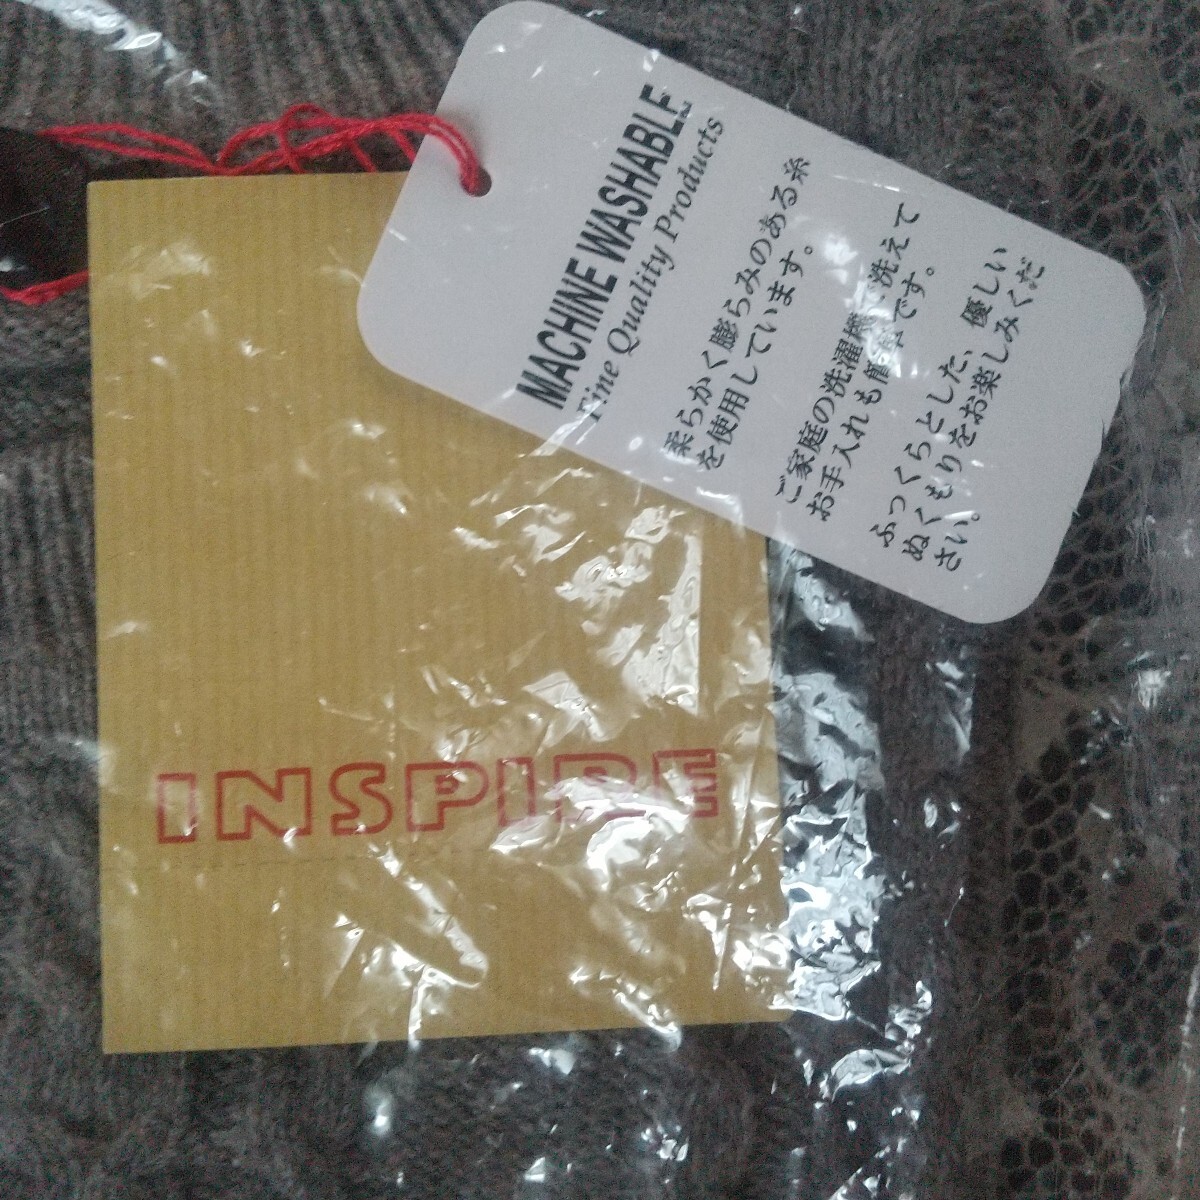 MACHINE WASHABLE
Fine Quality Products
柔らかく膨らみのある糸
を使用しています。
ご家庭の洗濯機で洗えて
お手入れも簡単です。
ふっくらとした、優しい
ぬくもりをお楽しみくだ
さい。
INSPIRE